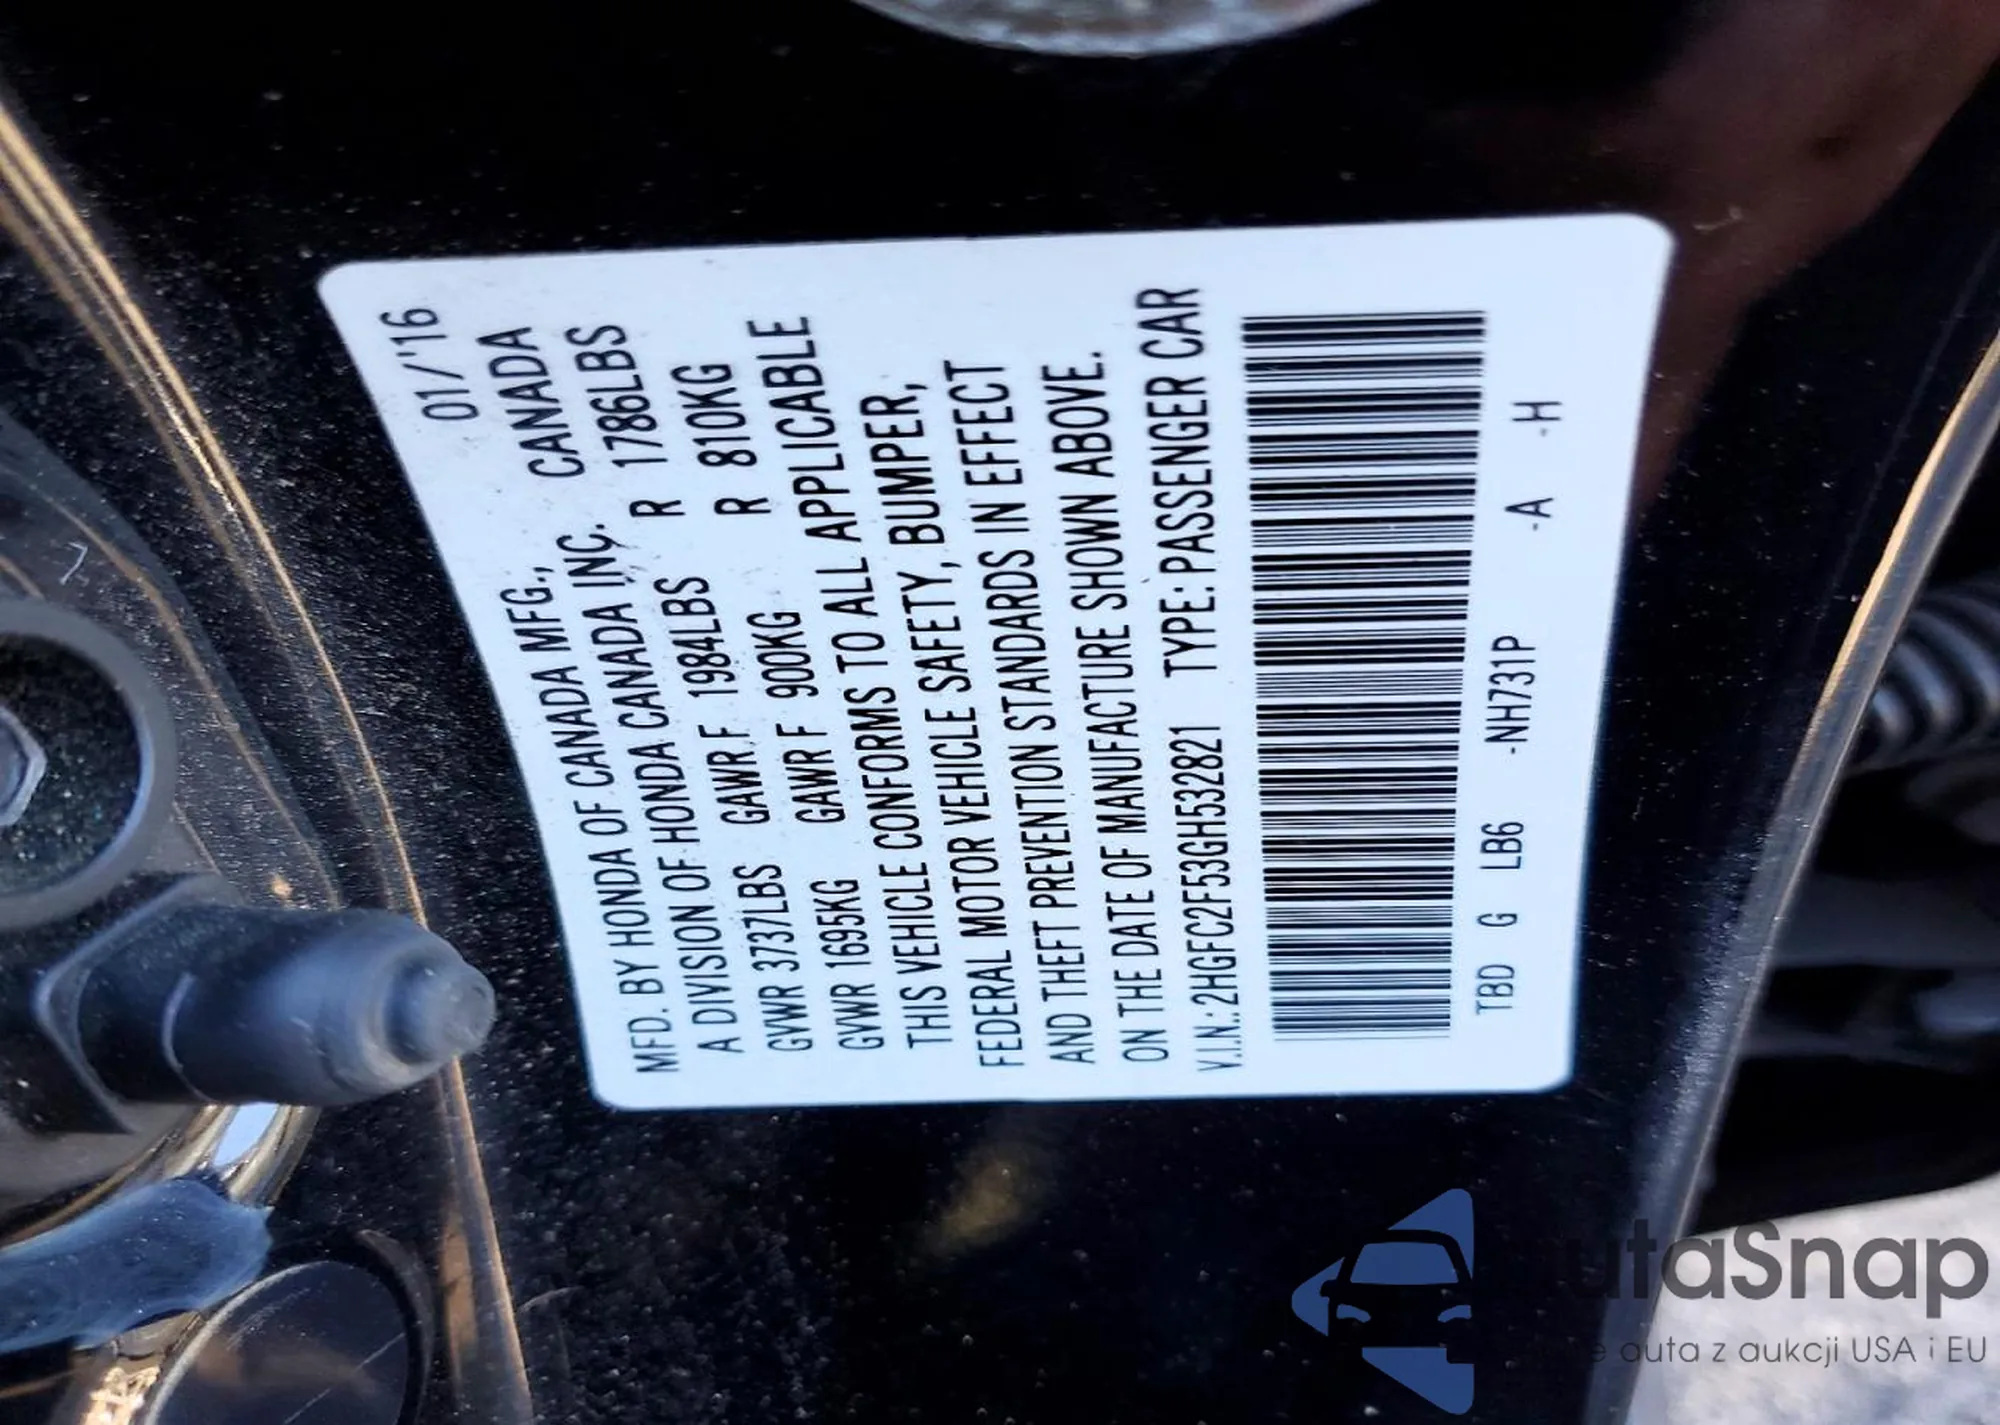 01/'16
MFD. BY HONDA OF CANADA MFG., CANADA
A DIVISION OF HONDA CANADA INC.
GVWR 3737LBS GAWR F 1984LBS R 1786LBS
GVWR 1695KG GAWR F 900KG R 810KG
THIS VEHICLE CONFORMS TO ALL APPLICABLE
FEDERAL MOTOR VEHICLE SAFETY, BUMPER,
AND THEFT PREVENTION STANDARDS IN EFFECT
ON THE DATE OF MANUFACTURE SHOWN ABOVE.
V.I.N.: 2HGFC2F53GH532821 TYPE: PASSENGER CAR
TBD G LB6 -NH731P -A -H
utaSnap
auta z aukcji USA i EU